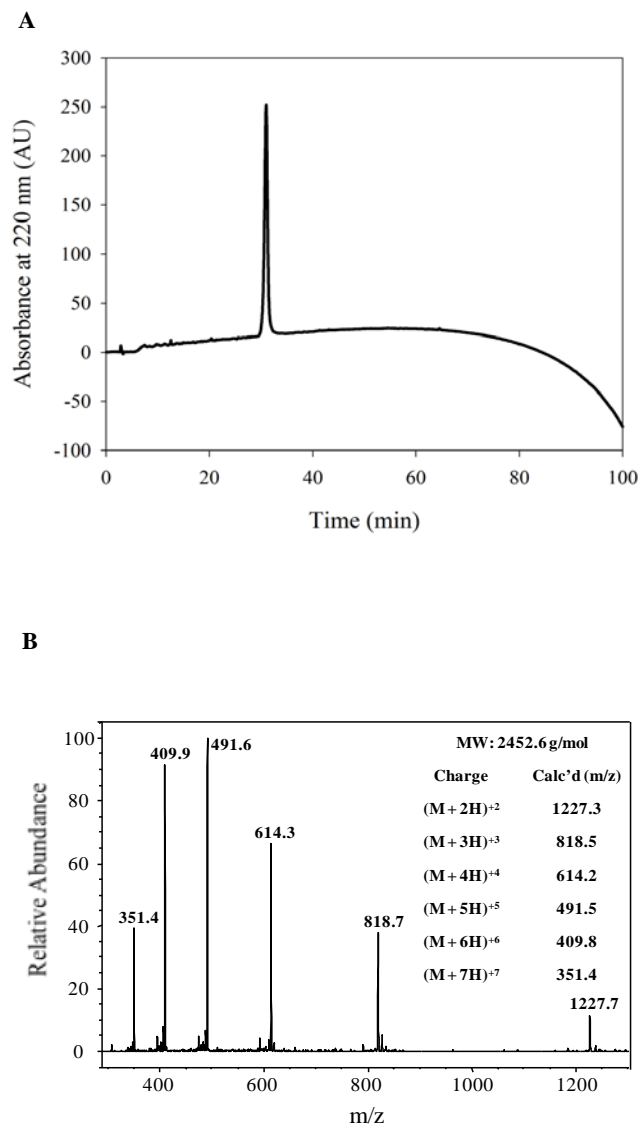 A
300
250
200
150
100
50
0
-50
-100
Absorbance at 220 nm (AU)
0 20 40 60 80 100
Time (min)
B
100
80
60
40
20
0
Relative Abundance
351.4
409.9
491.6
614.3
818.7
1227.7
MW: 2452.6 g/mol
Charge Calc'd (m/z)
(M + 2H)⁺² 1227.3
(M + 3H)⁺³ 818.5
(M + 4H)⁺⁴ 614.2
(M + 5H)⁺⁵ 491.5
(M + 6H)⁺⁶ 409.8
(M + 7H)⁺⁷ 351.4
400 600 800 1000 1200
m/z